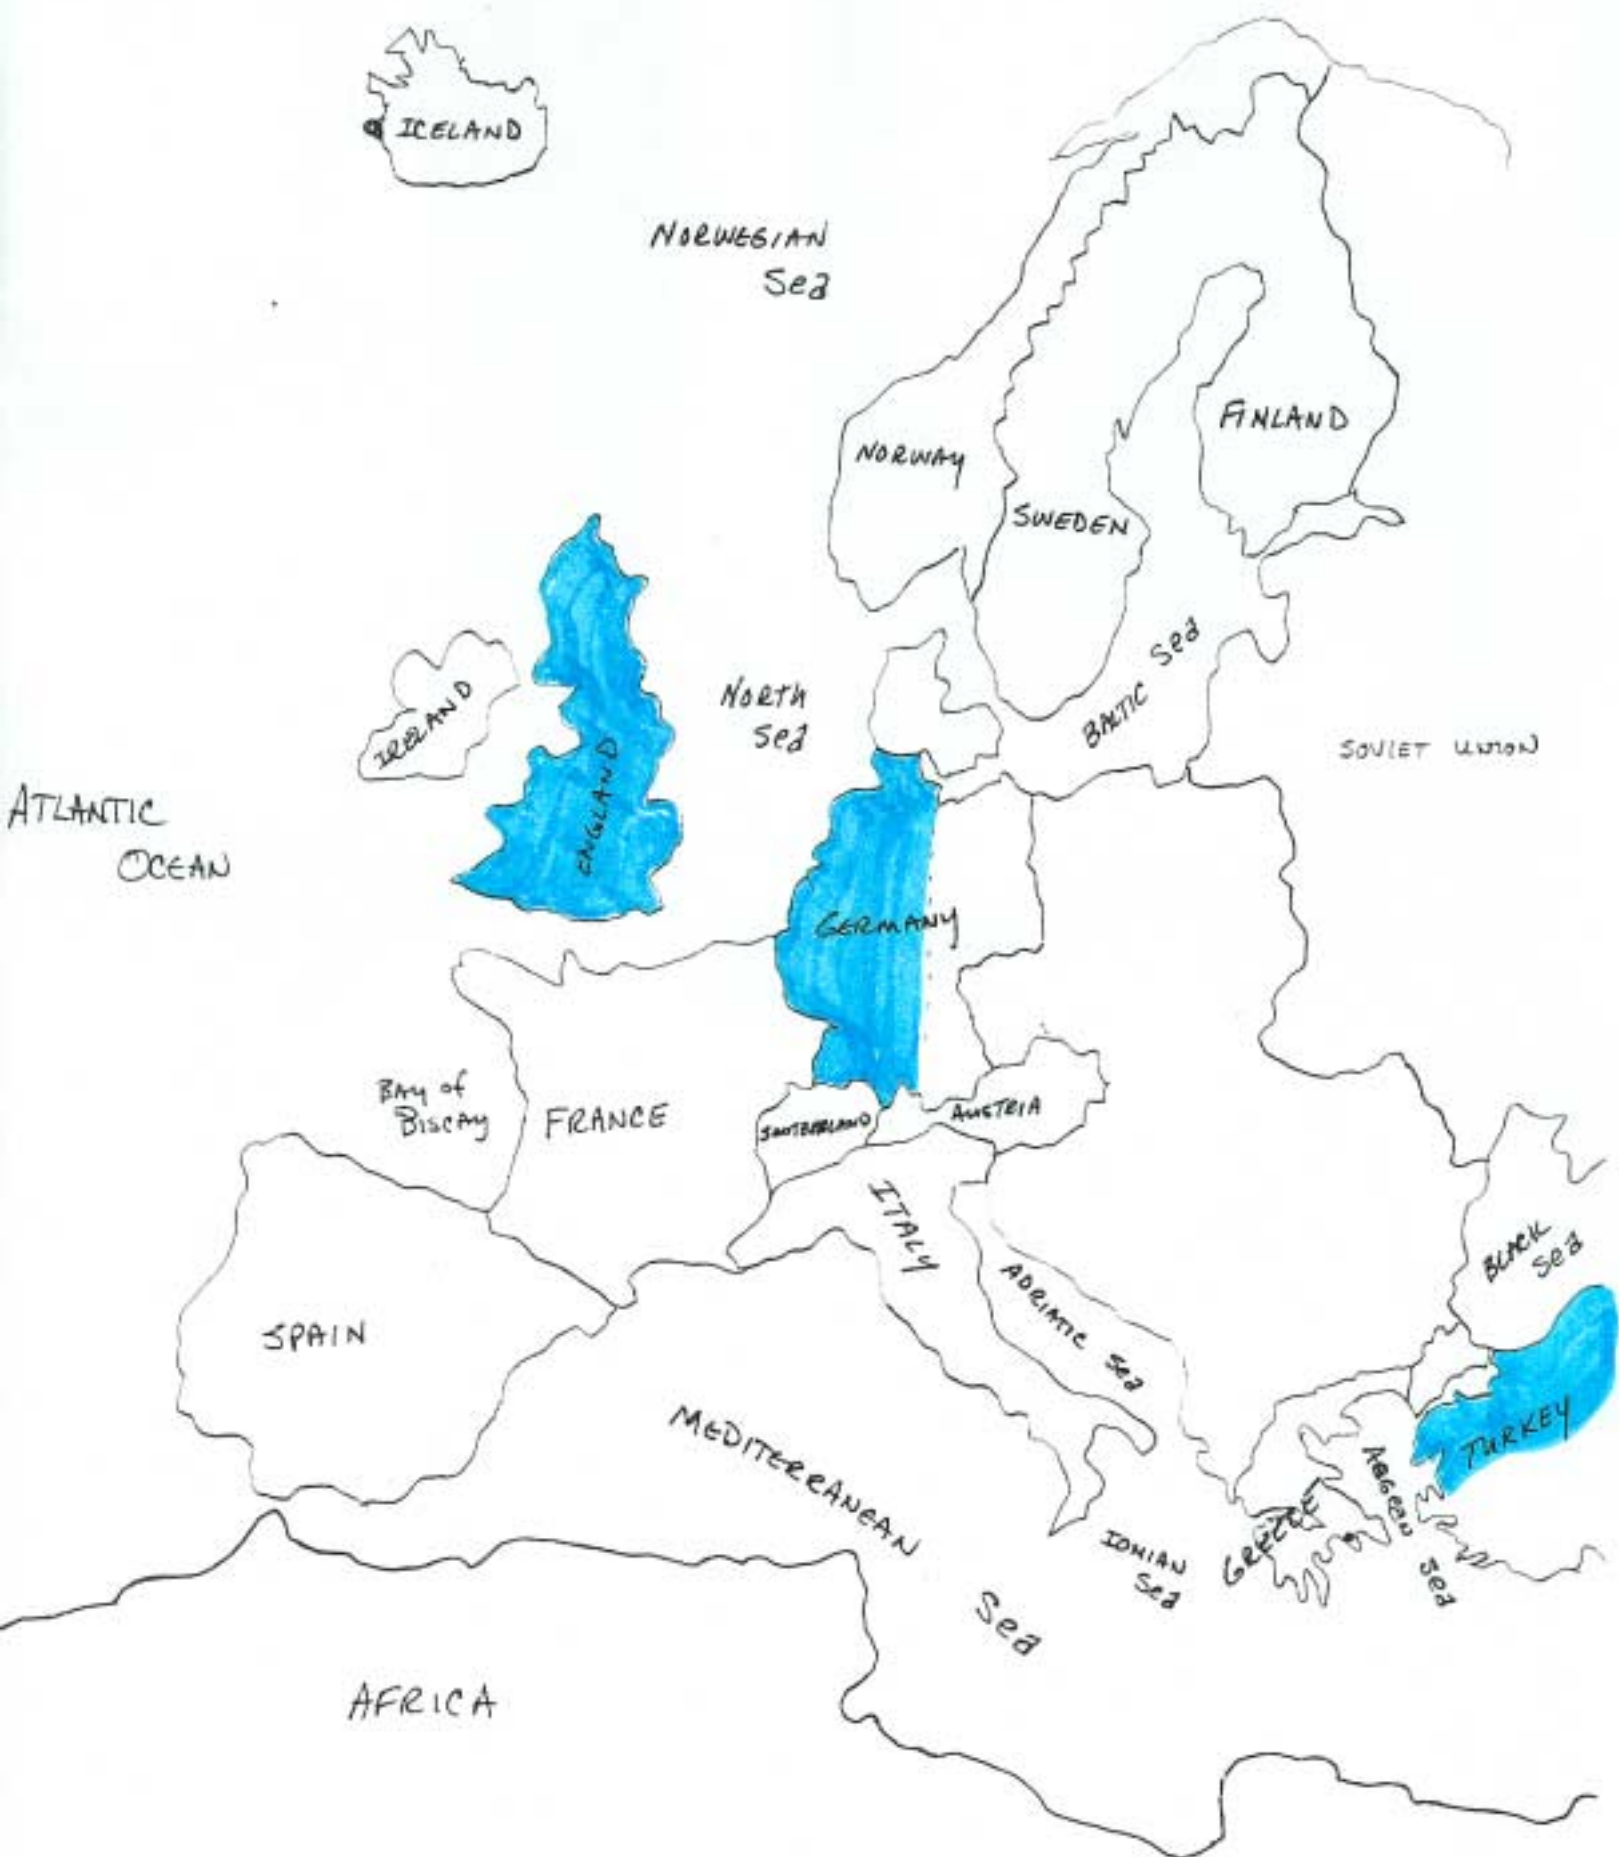 ICELAND
NORWEGIAN
Sea
FINLAND
NORWAY
SWEDEN
IRELAND
NORTH
Sea
BALTIC Sea
SOVIET UNION
ATLANTIC
OCEAN
ENGLAND
GERMANY
BAY of
BISCAY
FRANCE
SWITZERLAND
AUSTRIA
ITALY
BLACK
Sea
ADRIATIC Sea
SPAIN
MEDITERRANEAN
Sea
TURKEY
AEGEAN
Sea
IONIAN
Sea
GREECE
AFRICA